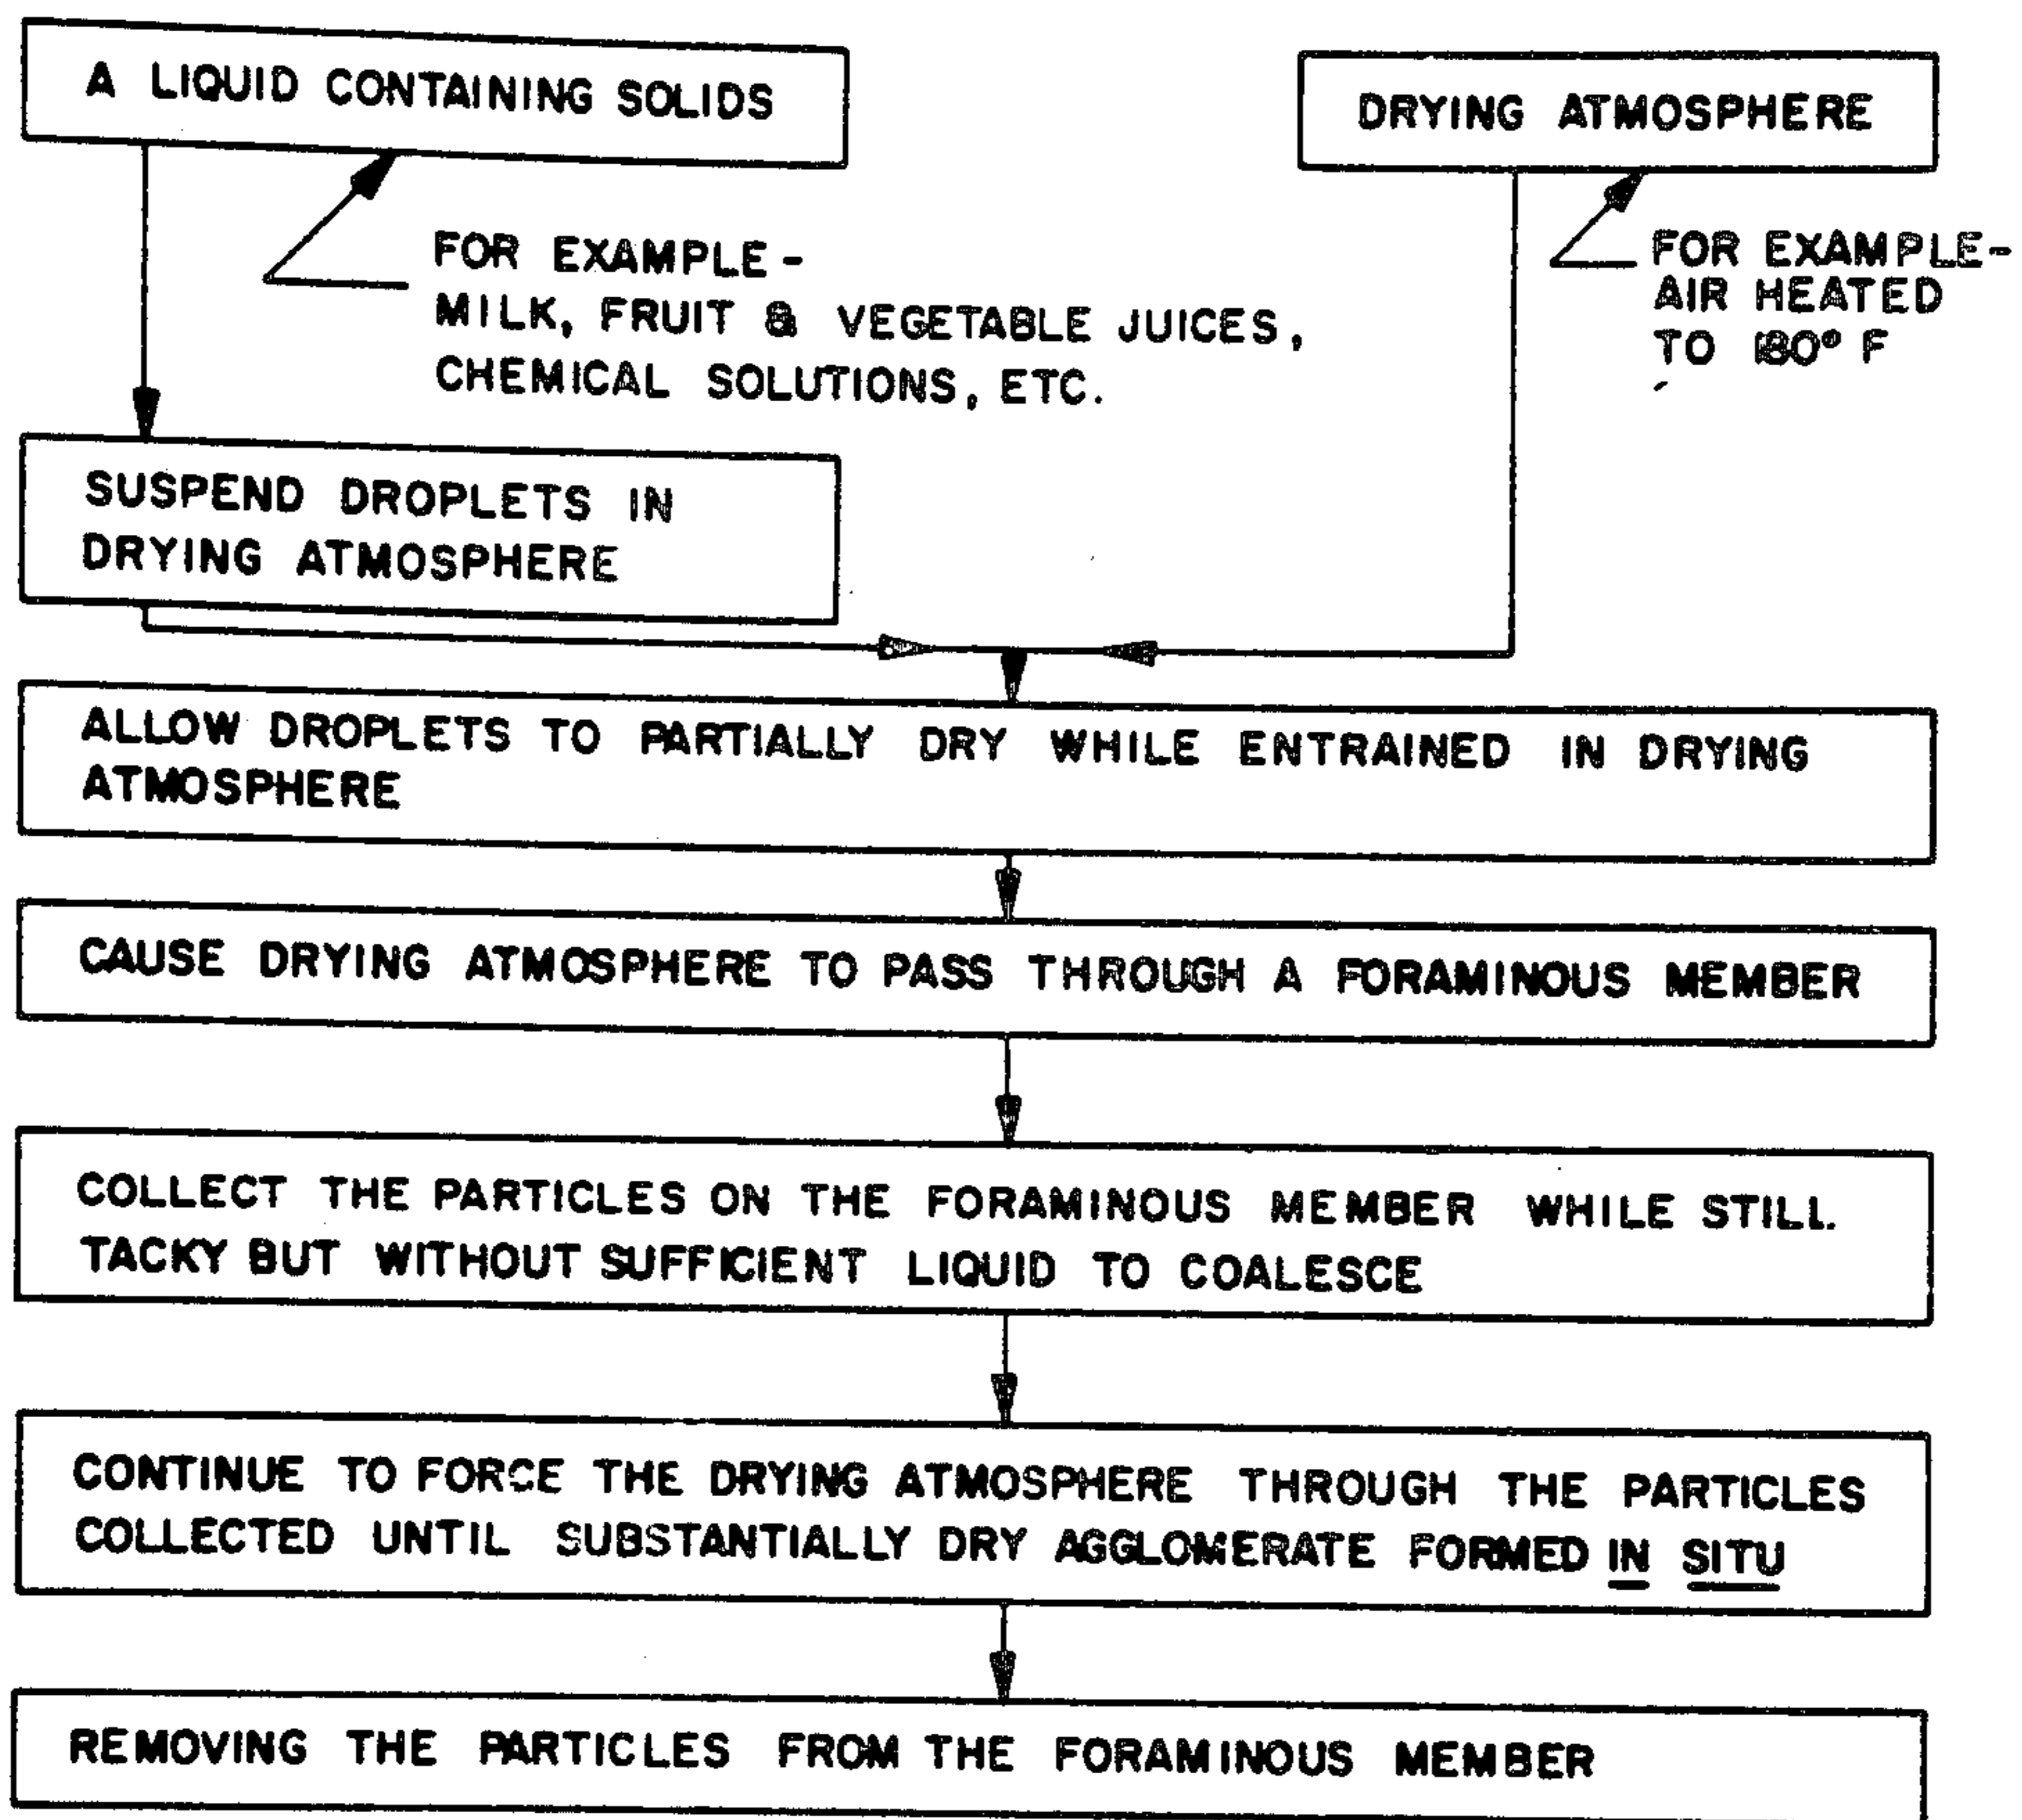 A LIQUID CONTAINING SOLIDS
DRYING ATMOSPHERE
FOR EXAMPLE -
MILK, FRUIT & VEGETABLE JUICES,
CHEMICAL SOLUTIONS, ETC.
FOR EXAMPLE-
AIR HEATED
TO 180° F
SUSPEND DROPLETS IN
DRYING ATMOSPHERE
ALLOW DROPLETS TO PARTIALLY DRY WHILE ENTRAINED IN DRYING
ATMOSPHERE
CAUSE DRYING ATMOSPHERE TO PASS THROUGH A FORAMINOUS MEMBER
COLLECT THE PARTICLES ON THE FORAMINOUS MEMBER WHILE STILL
TACKY BUT WITHOUT SUFFICIENT LIQUID TO COALESCE
CONTINUE TO FORCE THE DRYING ATMOSPHERE THROUGH THE PARTICLES
COLLECTED UNTIL SUBSTANTIALLY DRY AGGLOMERATE FORMED IN SITU
REMOVING THE PARTICLES FROM THE FORAMINOUS MEMBER